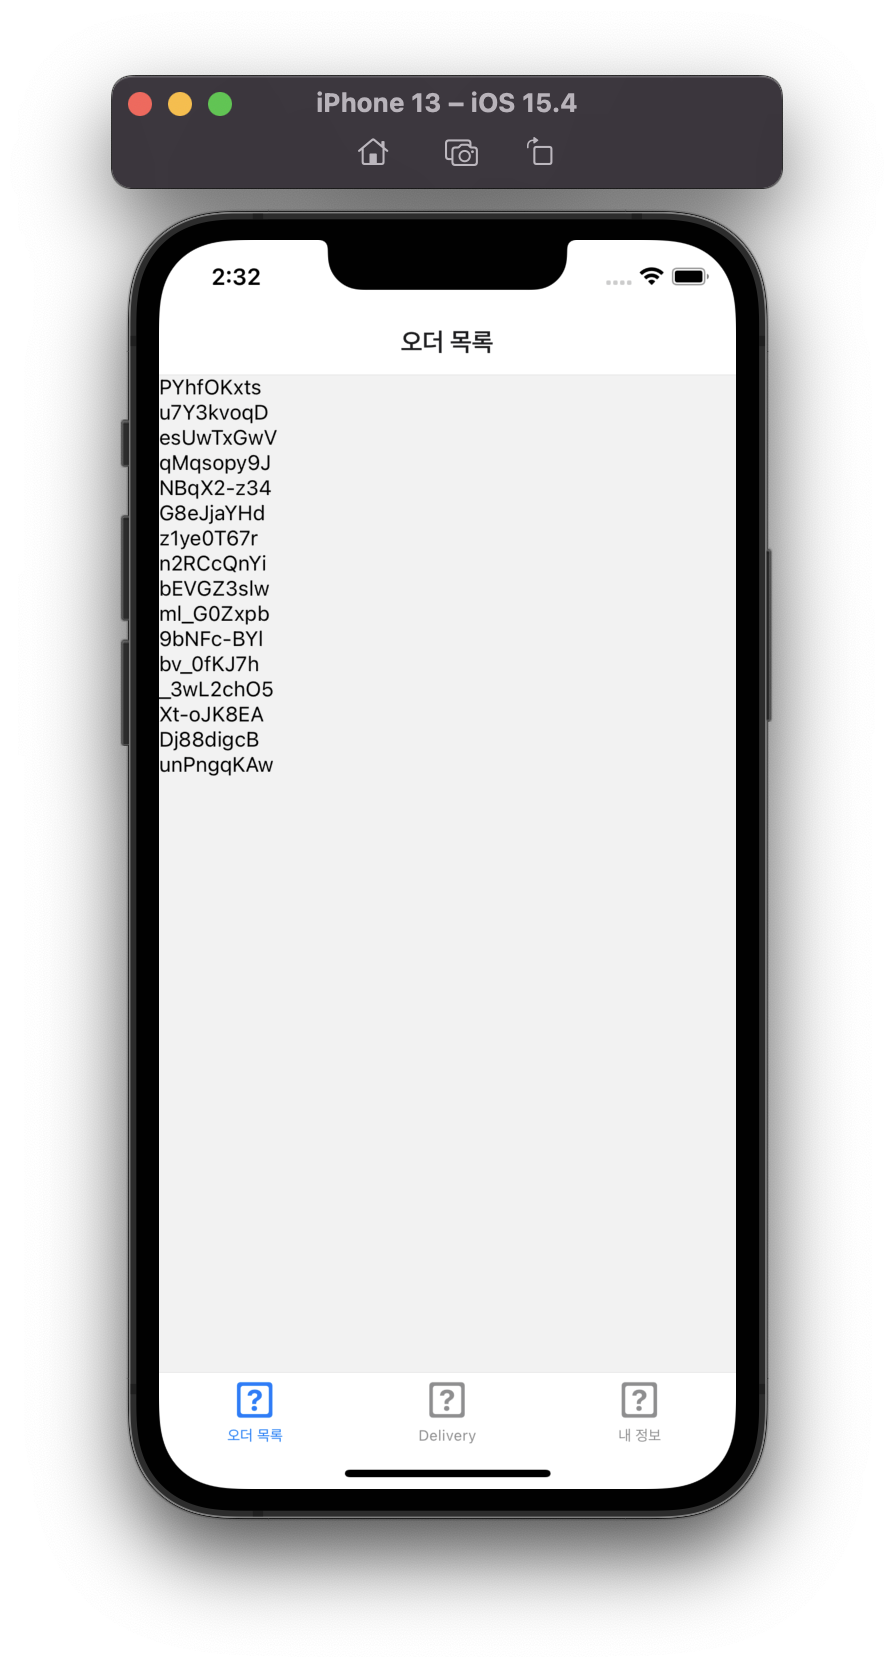 iPhone 13 – iOS 15.4
2:32
오더 목록
PYhfOKxts
u7Y3kvoqD
esUwTxGwV
qMqsopy9J
NBqX2-z34
G8eJjaYHd
z1ye0T67r
n2RCcQnYi
bEVGZ3slw
ml_G0Zxpb
9bNFc-BYl
bv_0fKJ7h
_3wL2chO5
Xt-oJK8EA
Dj88digcB
unPngqKAw
오더 목록 Delivery 내 정보